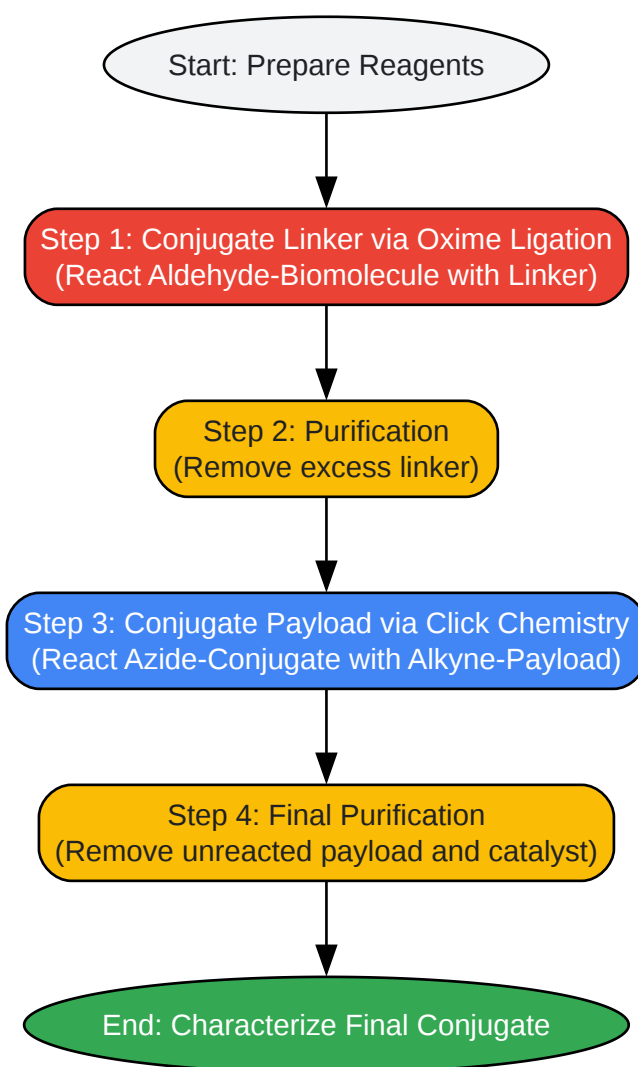 Start: Prepare Reagents
Step 1: Conjugate Linker via Oxime Ligation
(React Aldehyde-Biomolecule with Linker)
Step 2: Purification
(Remove excess linker)
Step 3: Conjugate Payload via Click Chemistry
(React Azide-Conjugate with Alkyne-Payload)
Step 4: Final Purification
(Remove unreacted payload and catalyst)
End: Characterize Final Conjugate